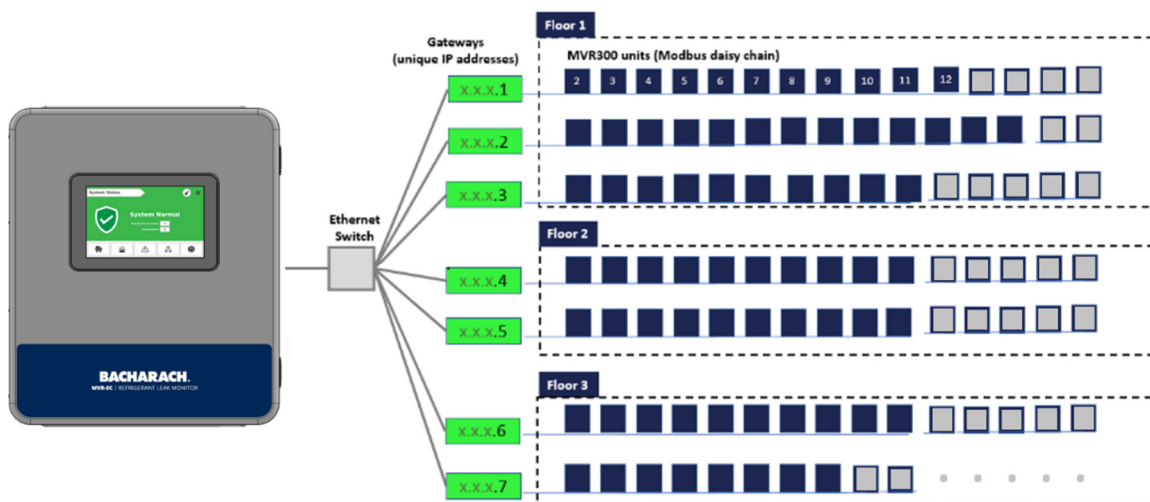 Floor 1
Gateways
(unique IP addresses)
MVR300 units (Modbus daisy chain)
x.x.x.1
2 3 4 5 6 7 8 9 10 11 12
x.x.x.2
x.x.x.3
System Status
System Normal
Ethernet
Switch
Floor 2
x.x.x.4
x.x.x.5
BACHARACH.
MVR-SC | REFRIGERANT LEAK MONITOR
Floor 3
x.x.x.6
x.x.x.7